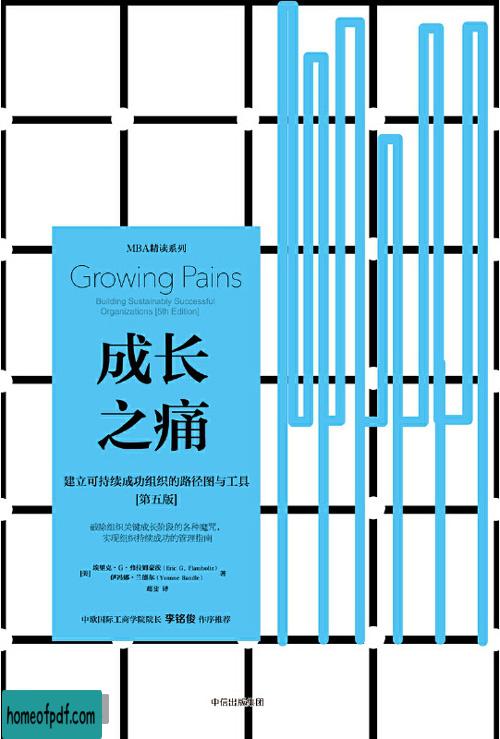 MBA精读系列
Growing Pains
Building Sustainably Successful
Organizations [5th Edition]
成长
之痛
建立可持续成功组织的路径图与工具
[第五版]
破除组织关键成长阶段的各种魔咒,
实现组织持续成功的管理指南
[美] 埃里克·G·弗拉姆豪茨 (Eric G. Flamholtz)
伊冯娜·兰德尔 (Yvonne Randle) 著
译
中欧国际工商学院院长 李铭俊 作序推荐
中信出版集团
homeofpdf.com